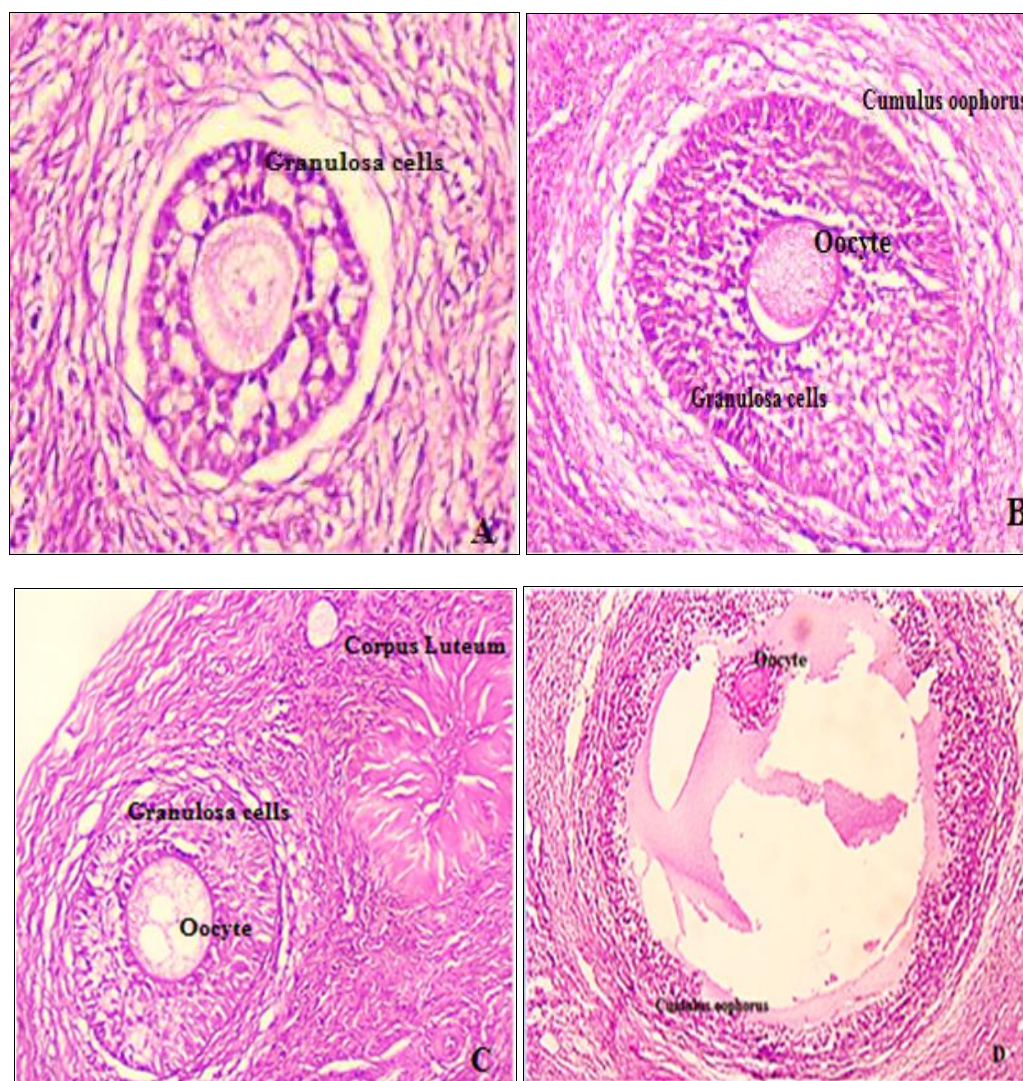 Granulosa cells
A
Cumulus oophorus
Oocyte
Granulosa cells
B
Corpus Luteum
Granulosa cells
Oocyte
C
Oocyte
Cumulus oophorus
D